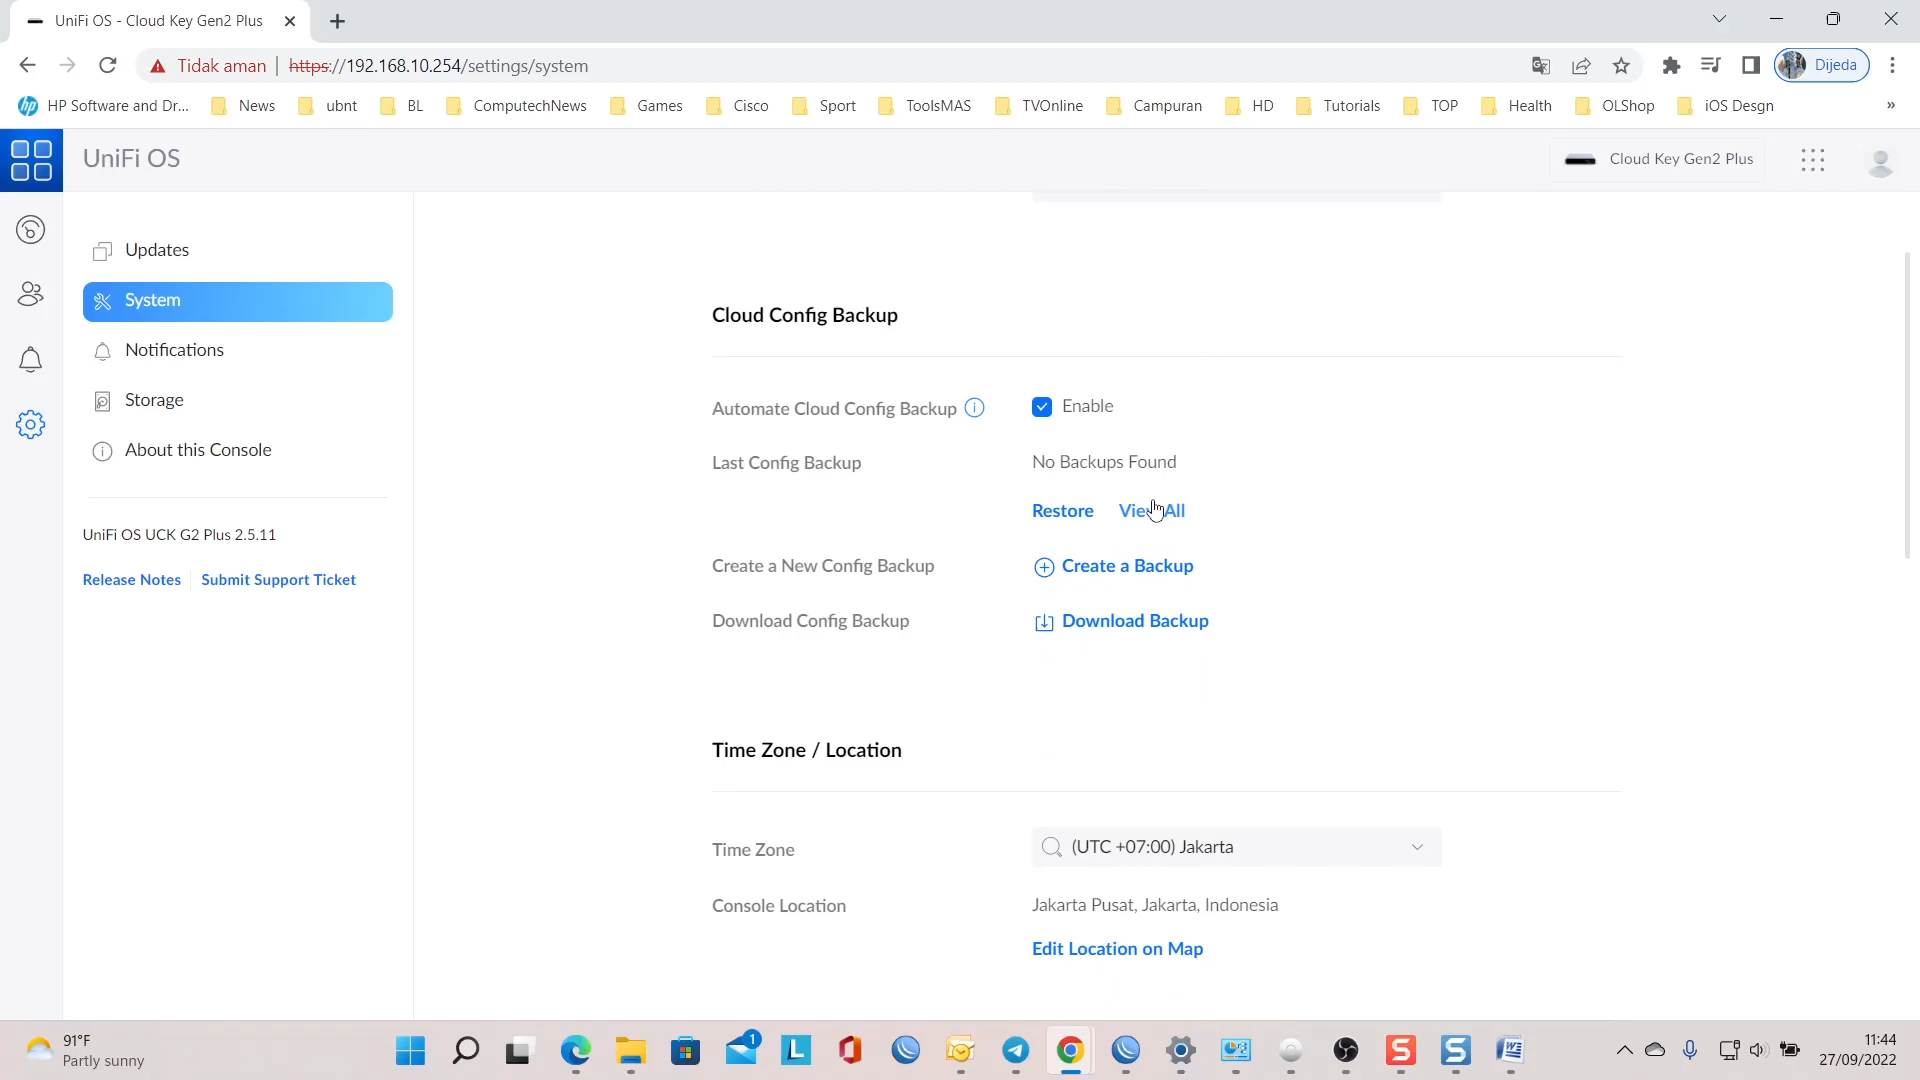 UniFi OS - Cloud Key Gen2 Plus
Tidak aman | https://192.168.10.254/settings/system
Dijeda
HP Software and Dr...
News
ubnt
BL
ComputechNews
Games
Cisco
Sport
ToolsMAS
TVOnline
Campuran
HD
Tutorials
TOP
Health
OLShop
iOS Desgn
»
UniFi OS
Cloud Key Gen2 Plus
Updates
System
Notifications
Storage
About this Console
UniFi OS UCK G2 Plus 2.5.11
Release Notes
Submit Support Ticket
Cloud Config Backup
Automate Cloud Config Backup
Enable
Last Config Backup
No Backups Found
Restore
View All
Create a New Config Backup
Create a Backup
Download Config Backup
Download Backup
Time Zone / Location
Time Zone
(UTC +07:00) Jakarta
Console Location
Jakarta Pusat, Jakarta, Indonesia
Edit Location on Map
91°F
Partly sunny
1
L
S
S
11:44
27/09/2022